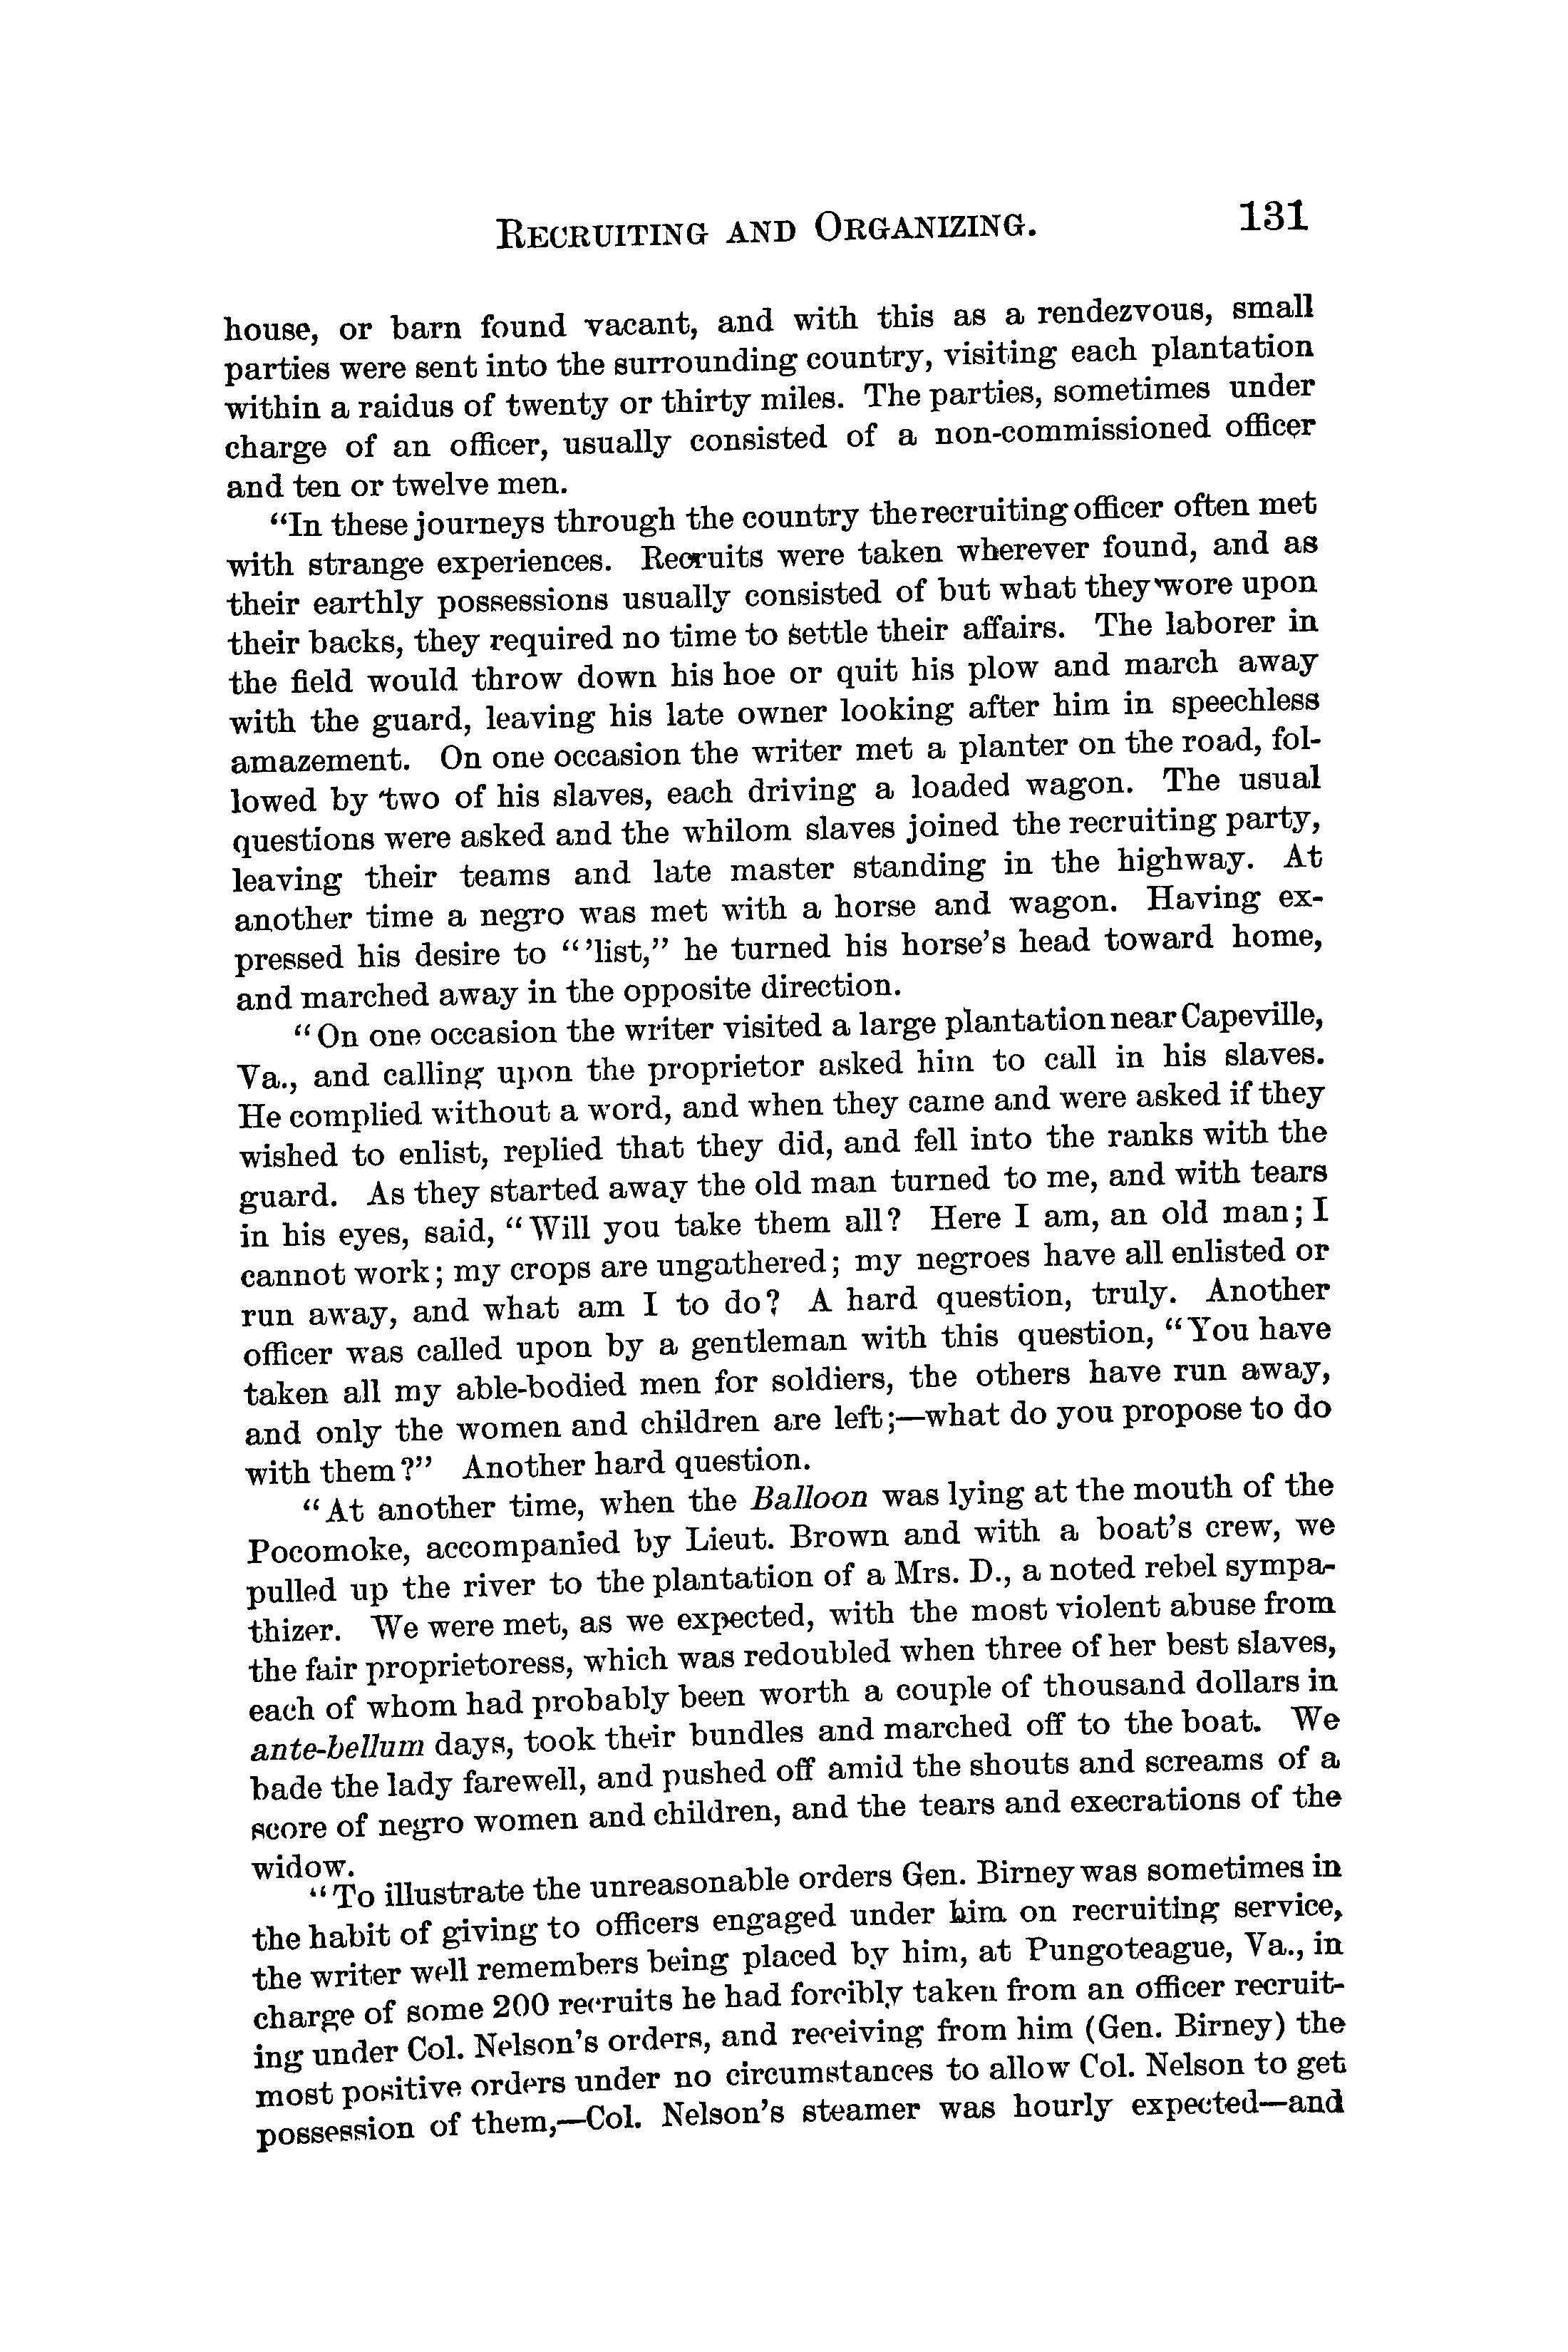 RECRUITING AND ORGANIZING. 131
house, or barn found vacant, and with this as a rendezvous, small
parties were sent into the surrounding country, visiting each plantation
within a raidus of twenty or thirty miles. The parties, sometimes under
charge of an officer, usually consisted of a non-commissioned officer
and ten or twelve men.
“In these journeys through the country the recruiting officer often met
with strange experiences. Recruits were taken wherever found, and as
their earthly possessions usually consisted of but what they wore upon
their backs, they required no time to settle their affairs. The laborer in
the field would throw down his hoe or quit his plow and march away
with the guard, leaving his late owner looking after him in speechless
amazement. On one occasion the writer met a planter on the road, fol-
lowed by two of his slaves, each driving a loaded wagon. The usual
questions were asked and the whilom slaves joined the recruiting party,
leaving their teams and late master standing in the highway. At
another time a negro was met with a horse and wagon. Having ex-
pressed his desire to “’list,” he turned his horse’s head toward home,
and marched away in the opposite direction.
“On one occasion the writer visited a large plantation near Capeville,
Va., and calling upon the proprietor asked him to call in his slaves.
He complied without a word, and when they came and were asked if they
wished to enlist, replied that they did, and fell into the ranks with the
guard. As they started away the old man turned to me, and with tears
in his eyes, said, “Will you take them all? Here I am, an old man; I
cannot work; my crops are ungathered; my negroes have all enlisted or
run away, and what am I to do? A hard question, truly. Another
officer was called upon by a gentleman with this question, “You have
taken all my able-bodied men for soldiers, the others have run away,
and only the women and children are left;—what do you propose to do
with them?” Another hard question.
“At another time, when the Balloon was lying at the mouth of the
Pocomoke, accompanied by Lieut. Brown and with a boat’s crew, we
pulled up the river to the plantation of a Mrs. D., a noted rebel sympa-
thizer. We were met, as we expected, with the most violent abuse from
the fair proprietoress, which was redoubled when three of her best slaves,
each of whom had probably been worth a couple of thousand dollars in
ante-bellum days, took their bundles and marched off to the boat. We
bade the lady farewell, and pushed off amid the shouts and screams of a
score of negro women and children, and the tears and execrations of the
widow.
“To illustrate the unreasonable orders Gen. Birney was sometimes in
the habit of giving to officers engaged under him on recruiting service,
the writer well remembers being placed by him, at Pungoteague, Va., in
charge of some 200 recruits he had forcibly taken from an officer recruit-
ing under Col. Nelson’s orders, and receiving from him (Gen. Birney) the
most positive orders under no circumstances to allow Col. Nelson to get
possession of them,—Col. Nelson’s steamer was hourly expected—and